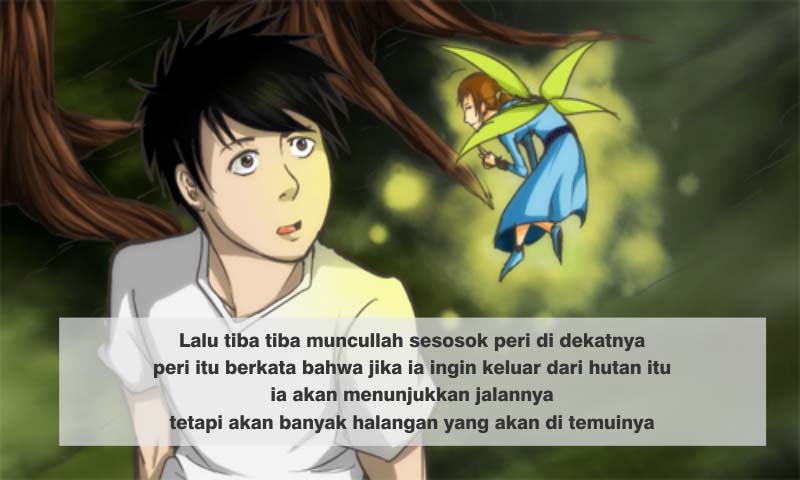 Lalu tiba tiba muncullah sesosok peri di dekatnya
peri itu berkata bahwa jika ia ingin keluar dari hutan itu
ia akan menunjukkan jalannya
tetapi akan banyak halangan yang akan di temuinya